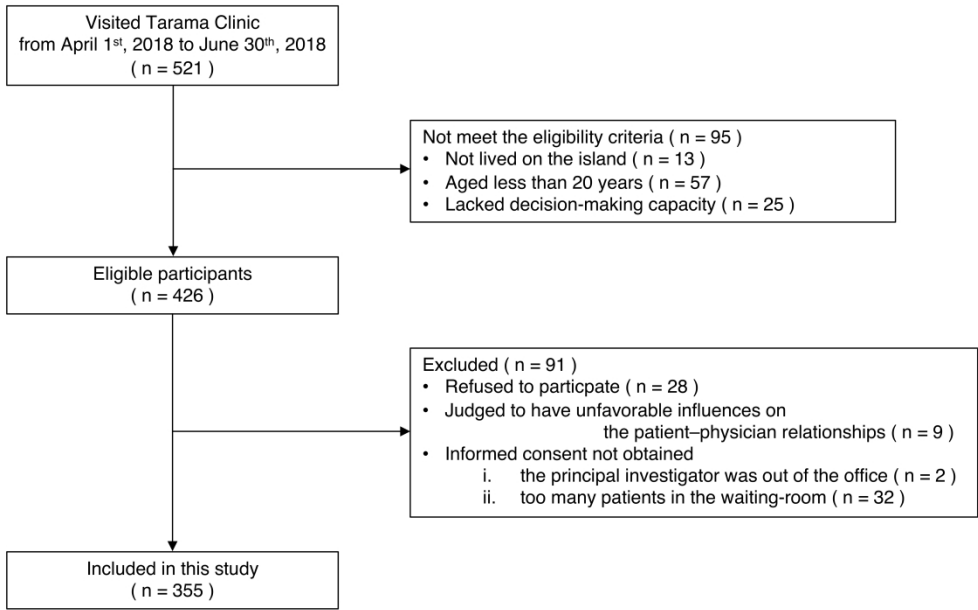 Visited Tarama Clinic
from April 1st, 2018 to June 30th, 2018
( n = 521 )
Not meet the eligibility criteria ( n = 95 )
• Not lived on the island ( n = 13 )
• Aged less than 20 years ( n = 57 )
• Lacked decision-making capacity ( n = 25 )
Eligible participants
( n = 426 )
Excluded ( n = 91 )
• Refused to particpate ( n = 28 )
• Judged to have unfavorable influences on
the patient–physician relationships ( n = 9 )
• Informed consent not obtained
i. the principal investigator was out of the office ( n = 2 )
ii. too many patients in the waiting-room ( n = 32 )
Included in this study
( n = 355 )